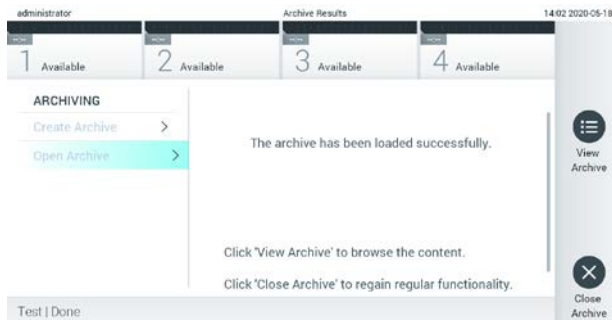 administrator Archive Results 14:02 2020-05-18
1 Available 2 Available 3 Available 4 Available
ARCHIVING
Create Archive
Open Archive
The archive has been loaded successfully.
View
Archive
Click 'View Archive' to browse the content.
Click 'Close Archive' to regain regular functionality.
Close
Archive
Test | Done